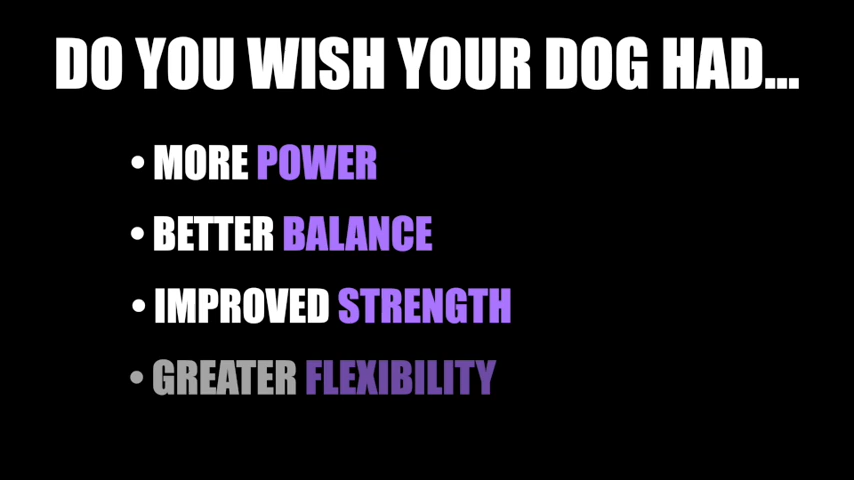 DO YOU WISH YOUR DOG HAD...
• MORE POWER
• BETTER BALANCE
• IMPROVED STRENGTH
• GREATER FLEXIBILITY